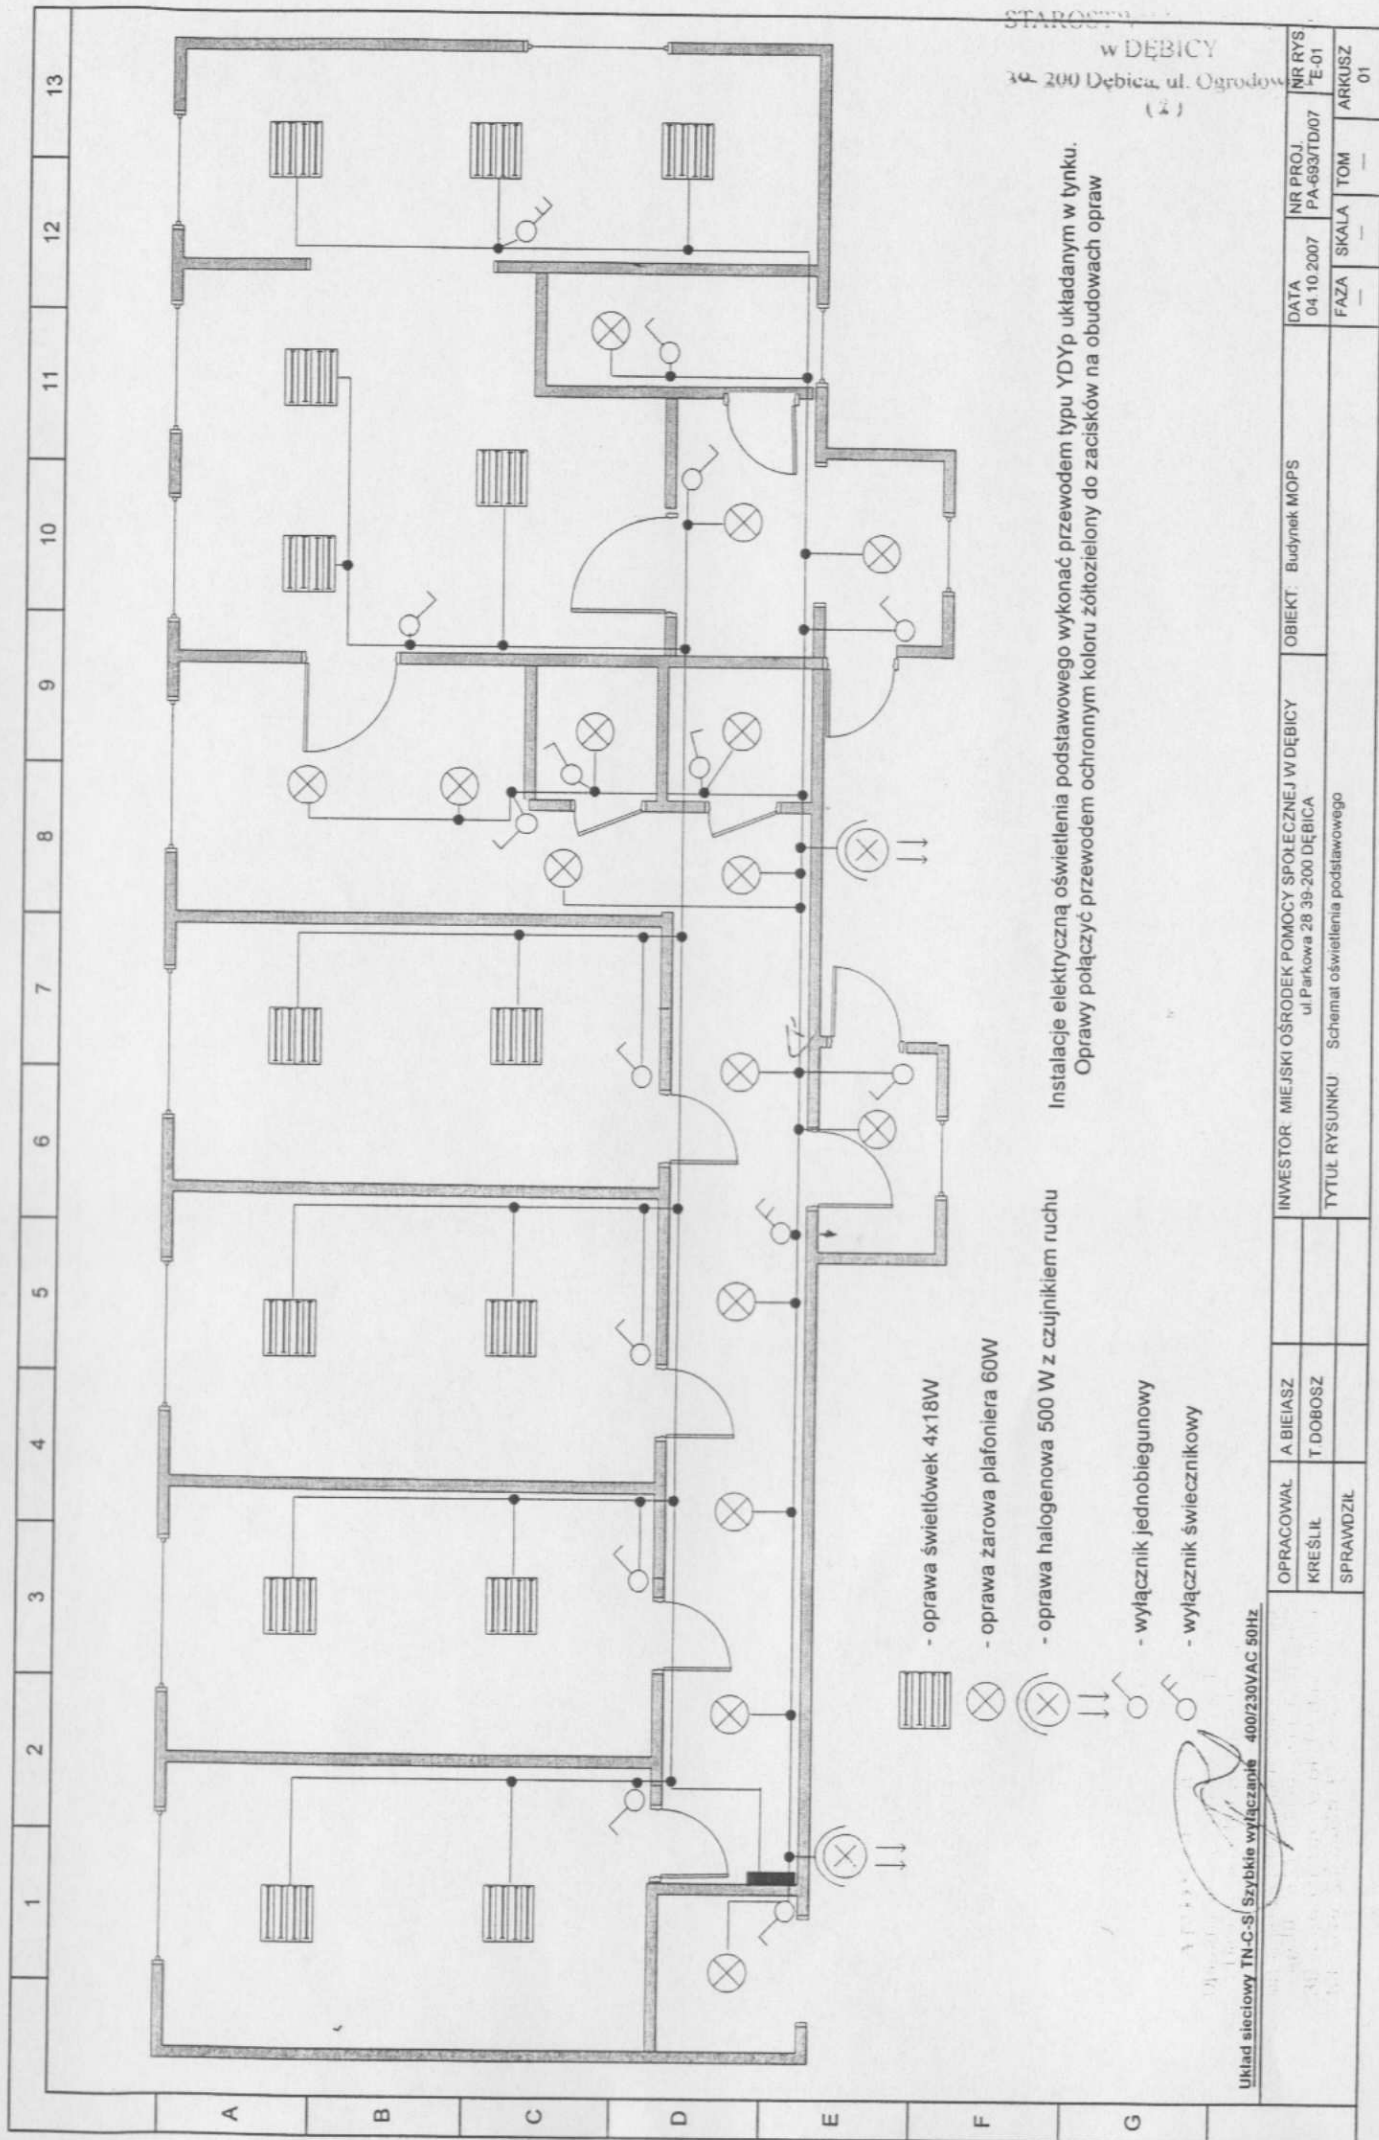 1
2
3
4
5
6
7
8
9
10
11
12
13
A
B
C
D
E
F
G
w DĘBICY
200 Dębica, ul.
Instalacje elektryczną oświetlenia podstawowego wykonać przewodem typu YDYp układanym w tynku.
Oprawy połączyć przewodem ochronnym koloru żółtozielony do zacisków na obudowach opraw
- oprawa świetlówek 4x18W
- oprawa żarowa plafoniera 60W
- oprawa halogenowa 500 W z czujnikiem ruchu
- wyłącznik jednobiegunowy
- wyłącznik świecznikowy
Układ sieciowy TN-C-S Szybkie wyłączanie 400/230VAC 50Hz
OPRACOWAŁ A BIEIASZ
KREŚLIŁ T.DOBOSZ
SPRAWDZIŁ
INWESTOR MIEJSKI OŚRODEK POMOCY SPOŁECZNEJ W DĘBICY
ul.Parkowa 28 39-200 DĘBICA
OBIEKT: Budynek MOPS
TYTUŁ RYSUNKU: Schemat oświetlenia podstawowego
DATA
04.10.2007
NR PROJ.
PA-693/TD/07
NR RYS.
E-01
FAZA
—
SKALA
—
TOM
—
ARKUSZ
01